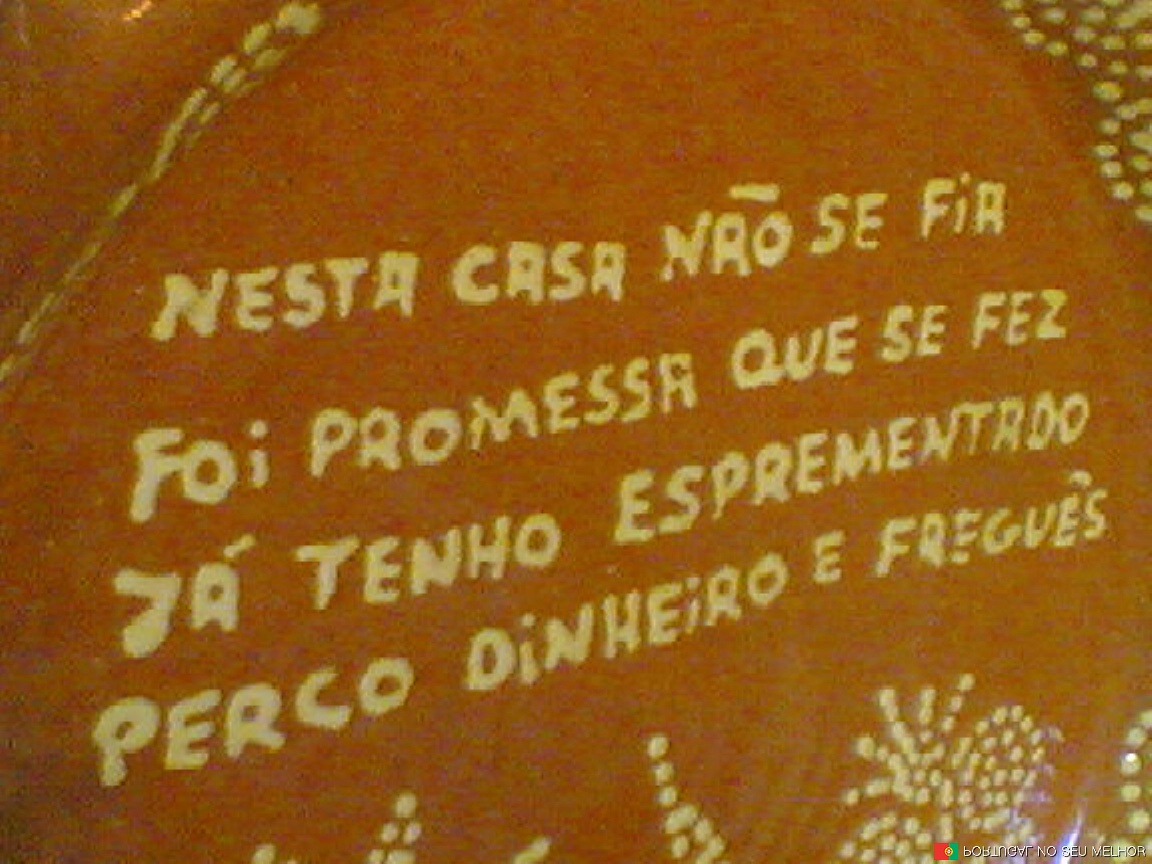 NESTA CASA NÃO SE FiA
FOi PROMESSA QUE SE FEZ
JÁ TENHO ESPREMENTADO
PERCO DiNHEiRO E FREGUÊS
PORTUGAL NO SEU MELHOR